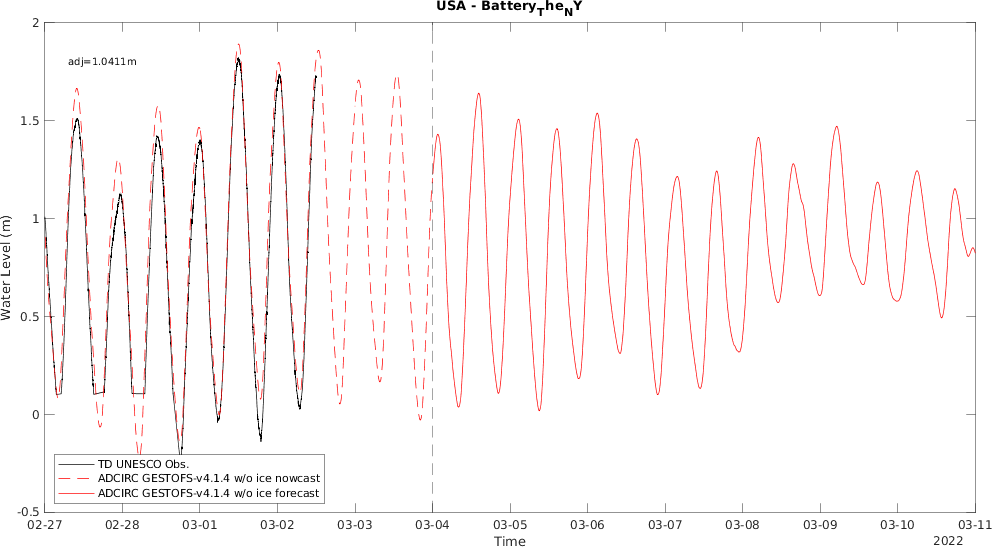 USA - Battery_The_NY
2
adj=1.0411m
1.5
1
Water Level (m)
0.5
0
TD UNESCO Obs.
ADCIRC GESTOFS-v4.1.4 w/o ice nowcast
ADCIRC GESTOFS-v4.1.4 w/o ice forecast
-0.5
02-27 02-28 03-01 03-02 03-03 03-04 03-05 03-06 03-07 03-08 03-09 03-10 03-11
Time
2022